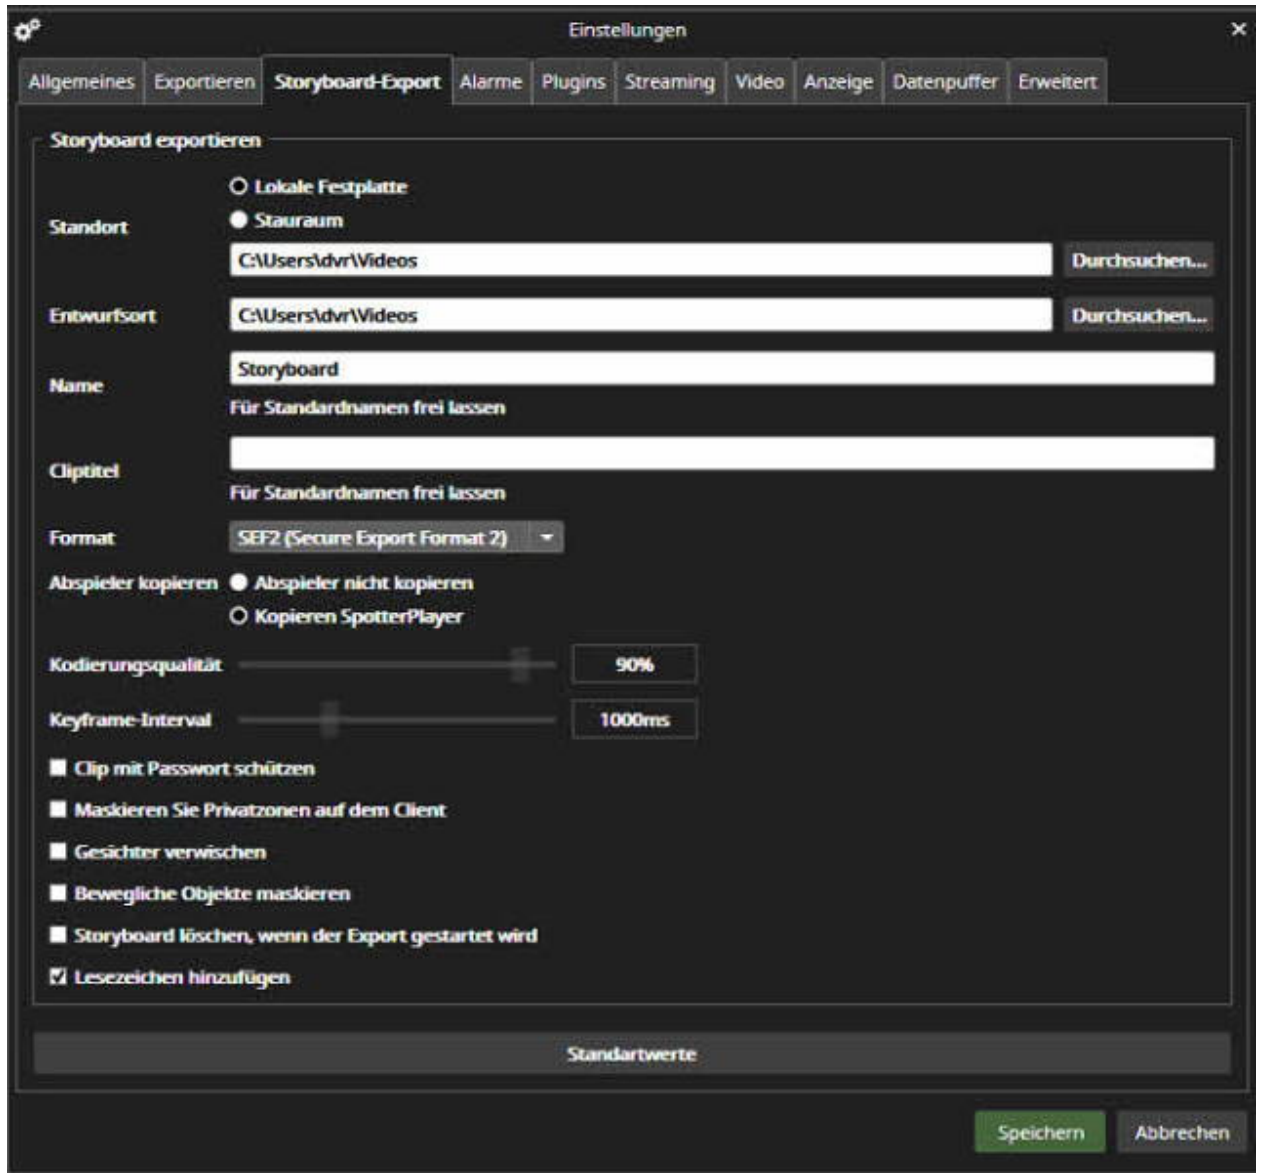 Einstellungen
Allgemeines Exportieren Storyboard-Export Alarme Plugins Streaming Video Anzeige Datenpuffer Erweitert
Storyboard exportieren
Standort
Lokale Festplatte
Stauraum
C:\Users\dvr\Videos Durchsuchen...
Entwurfsort C:\Users\dvr\Videos Durchsuchen...
Name Storyboard
Für Standardnamen frei lassen
Cliptitel
Für Standardnamen frei lassen
Format SEF2 (Secure Export Format 2)
Abspieler kopieren Abspieler nicht kopieren
Kopieren SpotterPlayer
Kodierungsqualität 90%
Keyframe-Interval 1000ms
Clip mit Passwort schützen
Maskieren Sie Privatzonen auf dem Client
Gesichter verwischen
Bewegliche Objekte maskieren
Storyboard löschen, wenn der Export gestartet wird
Lesezeichen hinzufügen
Standartwerte
Speichern Abbrechen